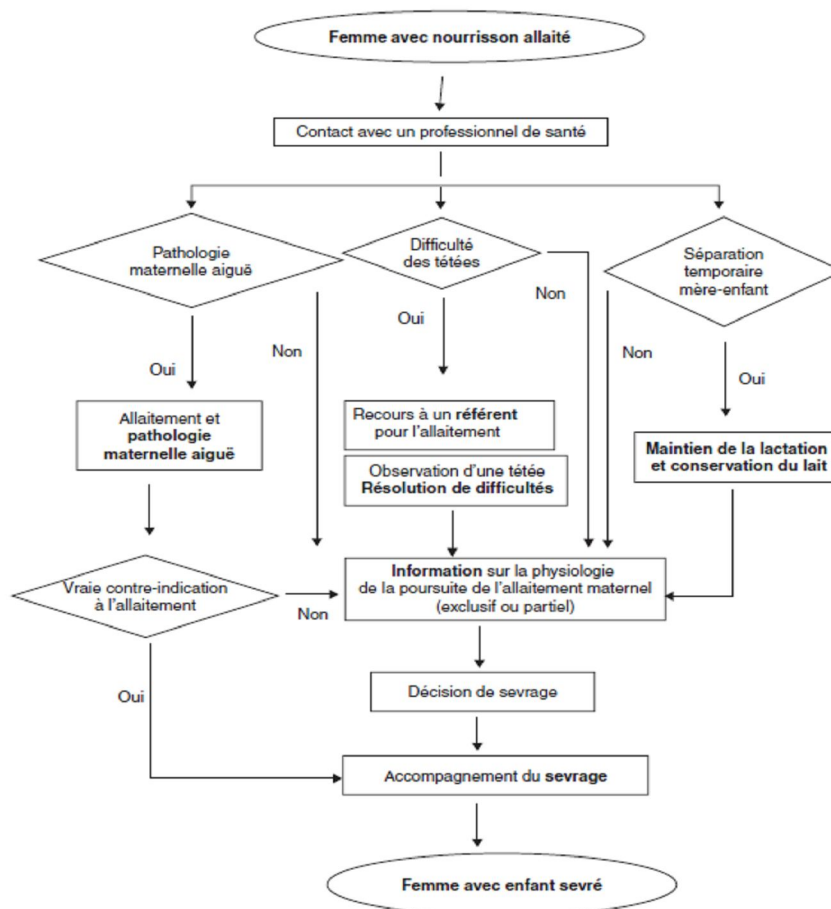 Femme avec nourrisson allaité
Contact avec un professionnel de santé
Pathologie
maternelle aiguë
Difficulté
des tétées
Séparation
temporaire
mère-enfant
Non
Oui
Non
Non
Oui
Oui
Allaitement et
pathologie
maternelle aiguë
Recours à un référent
pour l'allaitement
Observation d'une tétée
Résolution de difficultés
Maintien de la lactation
et conservation du lait
Vraie contre-indication
à l'allaitement
Non
Information sur la physiologie
de la poursuite de l'allaitement maternel
(exclusif ou partiel)
Oui
Décision de sevrage
Accompagnement du sevrage
Femme avec enfant sevré